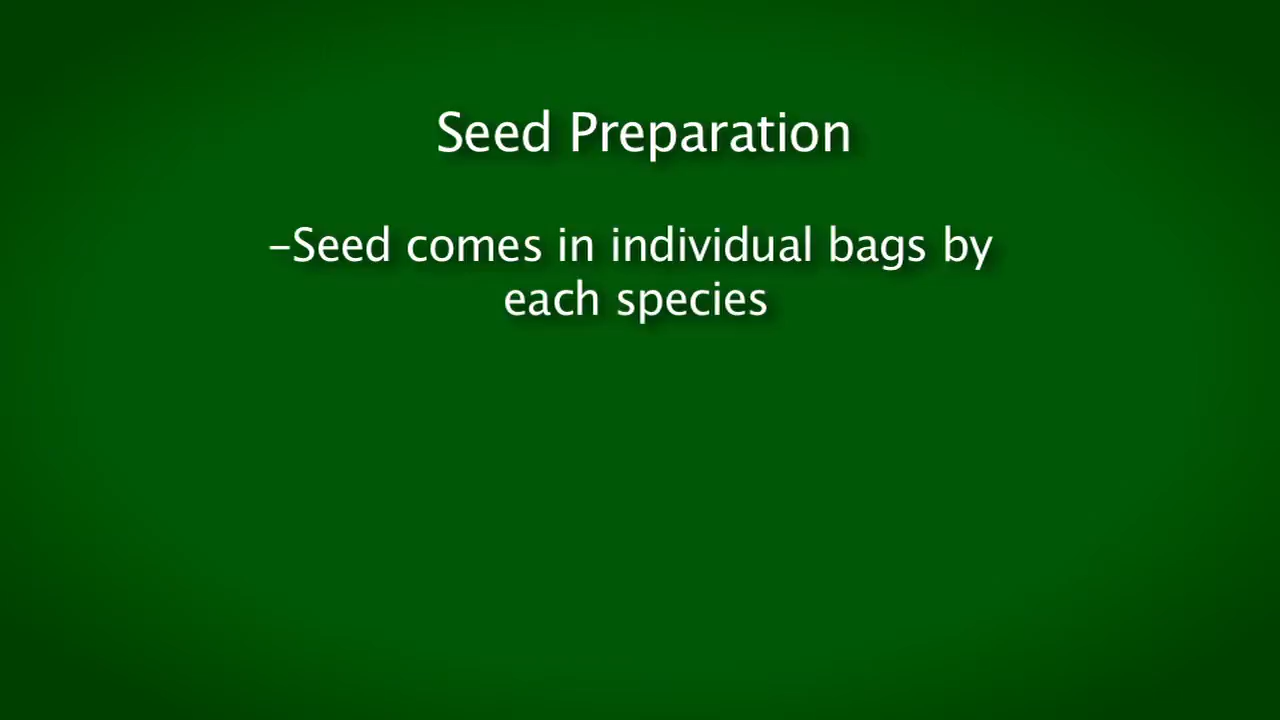 Seed Preparation
-Seed comes in individual bags by
each species